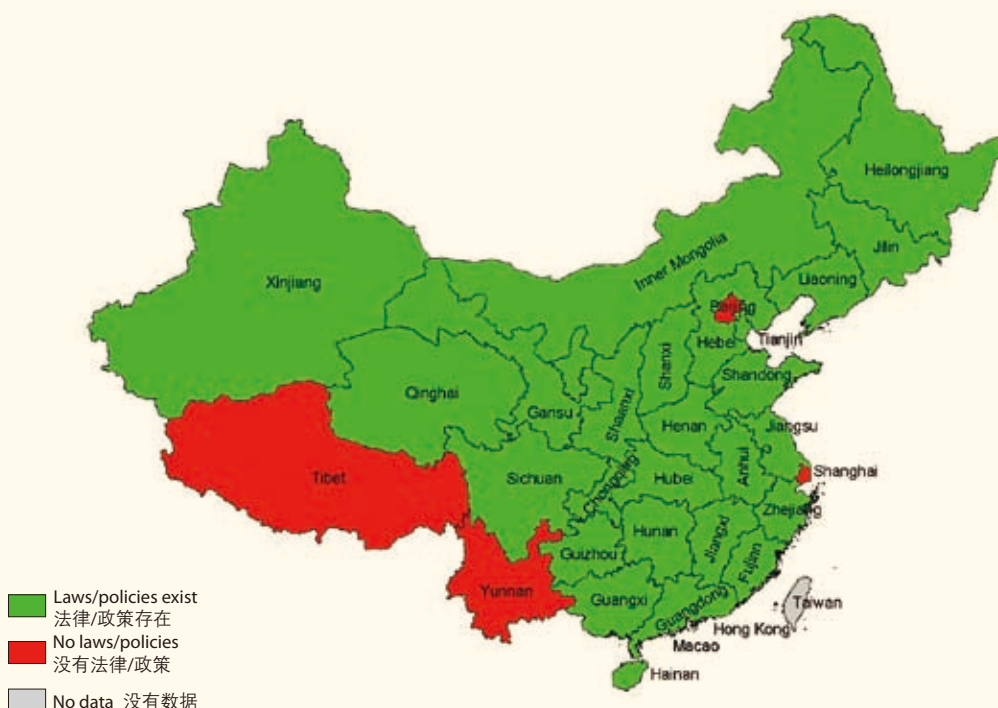 Heilongjiang
Jilin
Liaoning
Inner Mongolia
Xinjiang
Beijing
Tianjin
Hebei
Shanxi
Shandong
Qinghai
Gansu
Shaanxi
Henan
Jiangsu
Anhui
Shanghai
Tibet
Sichuan
Chongqing
Hubei
Zhejiang
Hunan
Jiangxi
Fujian
Guizhou
Yunnan
Guangxi
Guangdong
Taiwan
Hong Kong
Macao
Hainan
Laws/policies exist
法律/政策存在
No laws/policies
没有法律/政策
No data 没有数据